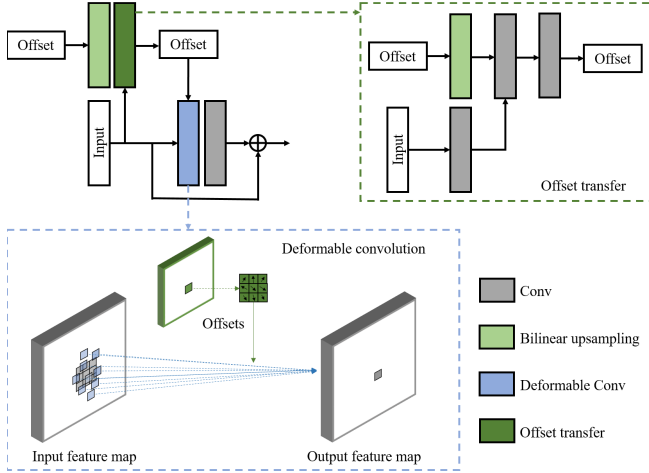 Offset
Offset
Input
Offset
Offset
Input
Offset transfer
Deformable convolution
Offsets
Input feature map
Output feature map
Conv
Bilinear upsampling
Deformable Conv
Offset transfer